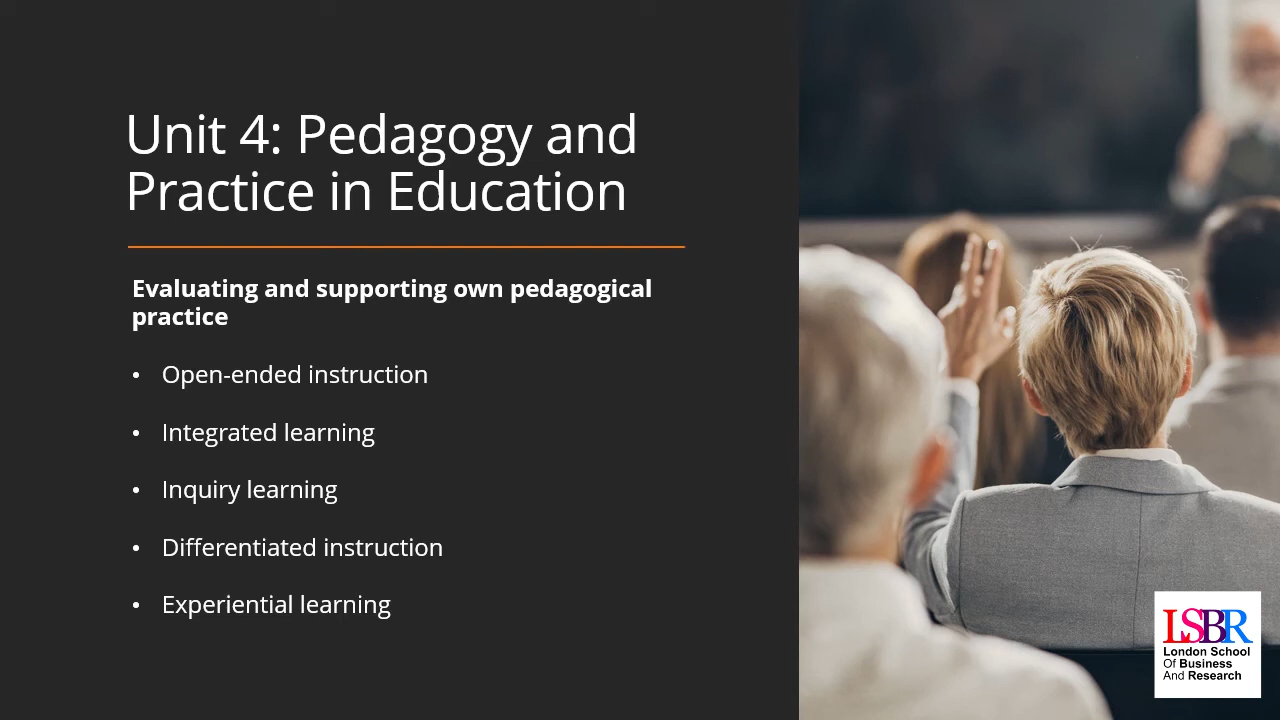 Unit 4: Pedagogy and
Practice in Education
Evaluating and supporting own pedagogical
practice
• Open-ended instruction
• Integrated learning
• Inquiry learning
• Differentiated instruction
• Experiential learning
LSBR
London School
Of Business
And Research